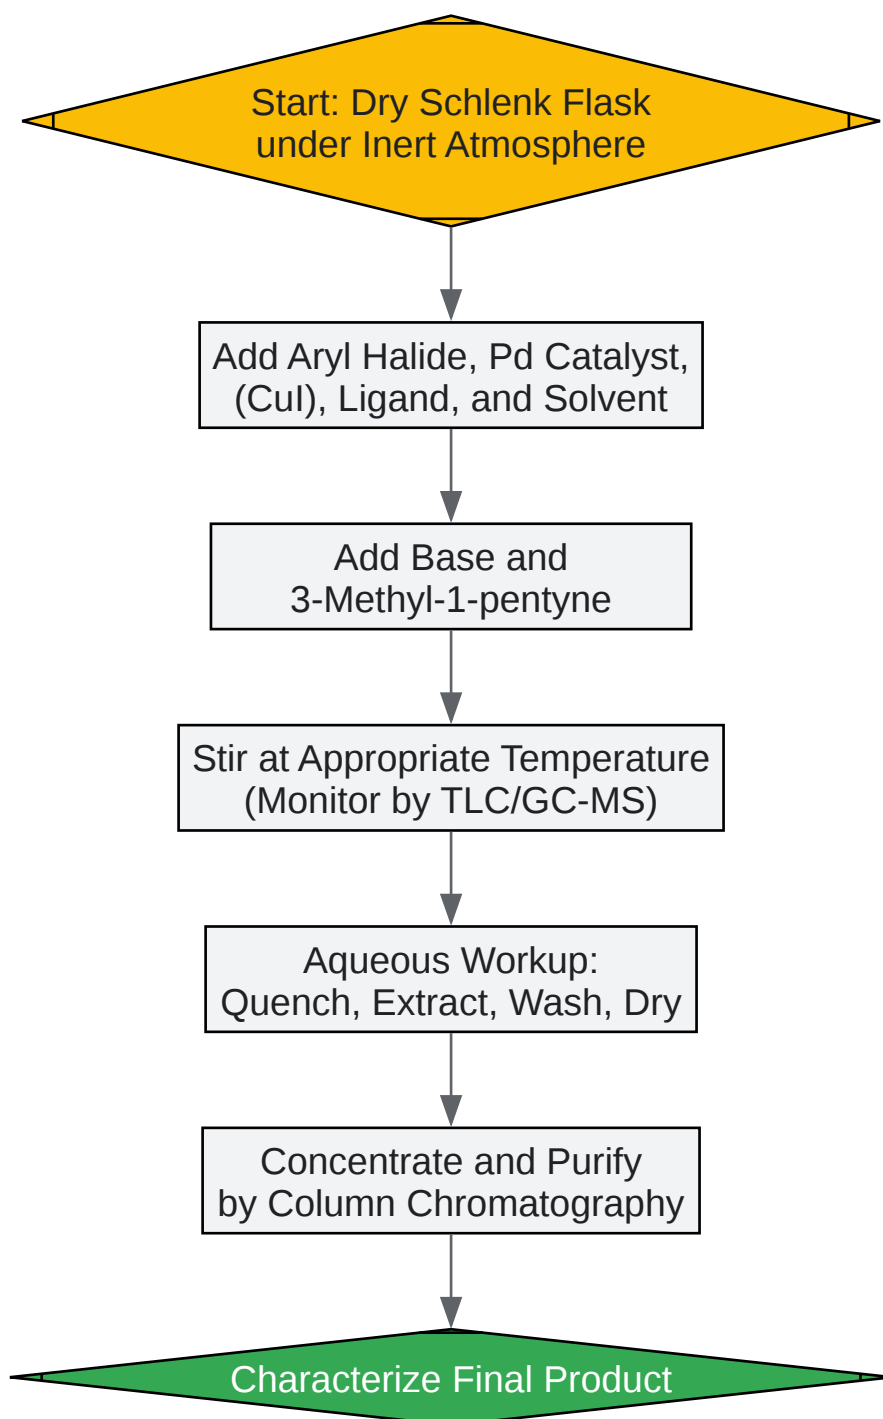 Start: Dry Schlenk Flask
under Inert Atmosphere
Add Aryl Halide, Pd Catalyst,
(CuI), Ligand, and Solvent
Add Base and
3-Methyl-1-pentyne
Stir at Appropriate Temperature
(Monitor by TLC/GC-MS)
Aqueous Workup:
Quench, Extract, Wash, Dry
Concentrate and Purify
by Column Chromatography
Characterize Final Product